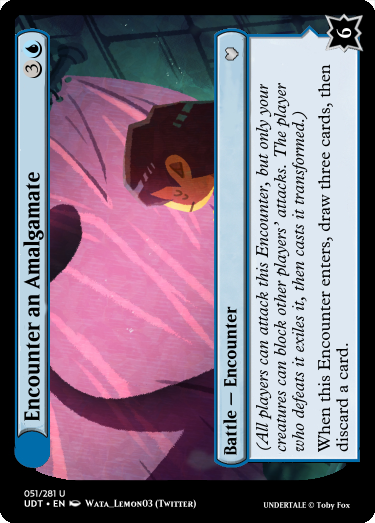 Encounter an Amalgamate
3
Battle — Encounter
(All players can attack this Encounter, but only your
creatures can block other players' attacks. The player
who defeats it exiles it, then casts it transformed.)
When this Encounter enters, draw three cards, then
discard a card.
6
051/281 U
UDT • EN Wata_Lemon03 (Twitter)
UNDERTALE © Toby Fox